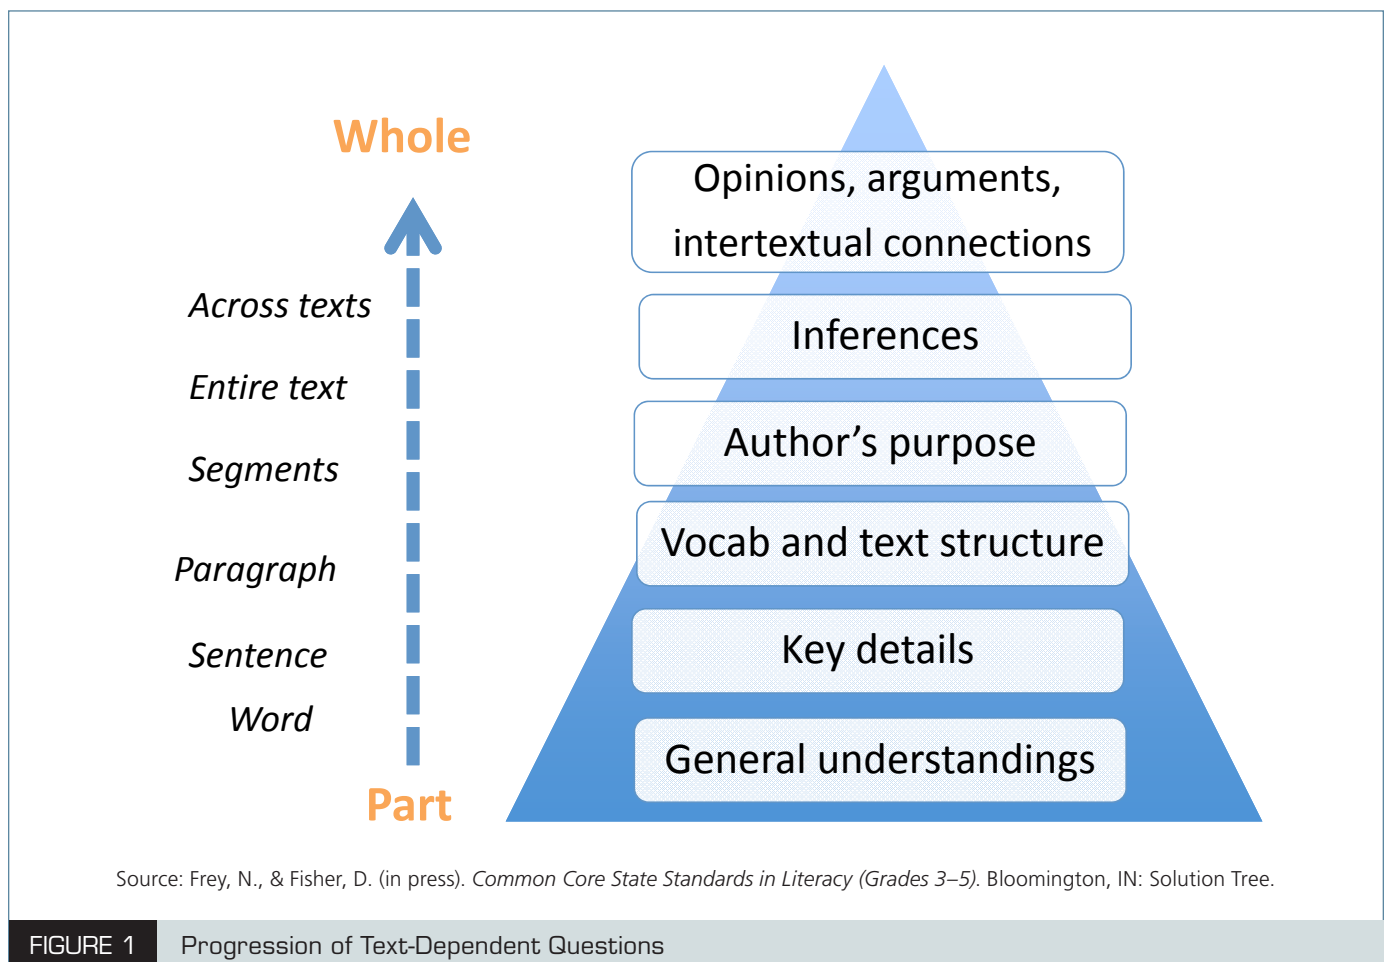 Whole
Across texts
Entire text
Segments
Paragraph
Sentence
Word
Part
Opinions, arguments,
intertextual connections
Inferences
Author’s purpose
Vocab and text structure
Key details
General understandings
Source: Frey, N., & Fisher, D. (in press). Common Core State Standards in Literacy (Grades 3–5). Bloomington, IN: Solution Tree.
FIGURE 1 Progression of Text-Dependent Questions